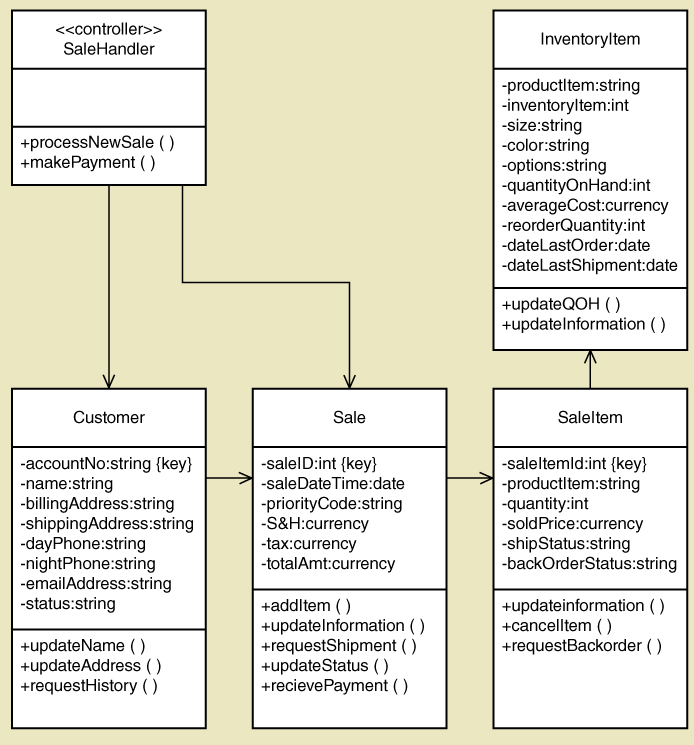 <<controller>>
SaleHandler
+processNewSale ( )
+makePayment ( )
InventoryItem
-productItem:string
-inventoryItem:int
-size:string
-color:string
-options:string
-quantityOnHand:int
-averageCost:currency
-reorderQuantity:int
-dateLastOrder:date
-dateLastShipment:date
+updateQOH ( )
+updateInformation ( )
Customer
-accountNo:string {key}
-name:string
-billingAddress:string
-shippingAddress:string
-dayPhone:string
-nightPhone:string
-emailAddress:string
-status:string
+updateName ( )
+updateAddress ( )
+requestHistory ( )
Sale
-saleID:int {key}
-saleDateTime:date
-priorityCode:string
-S&H:currency
-tax:currency
-totalAmt:currency
+addItem ( )
+updateInformation ( )
+requestShipment ( )
+updateStatus ( )
+recievePayment ( )
SaleItem
-saleItemId:int {key}
-productItem:string
-quantity:int
-soldPrice:currency
-shipStatus:string
-backOrderStatus:string
+updateinformation ( )
+cancelItem ( )
+requestBackorder ( )